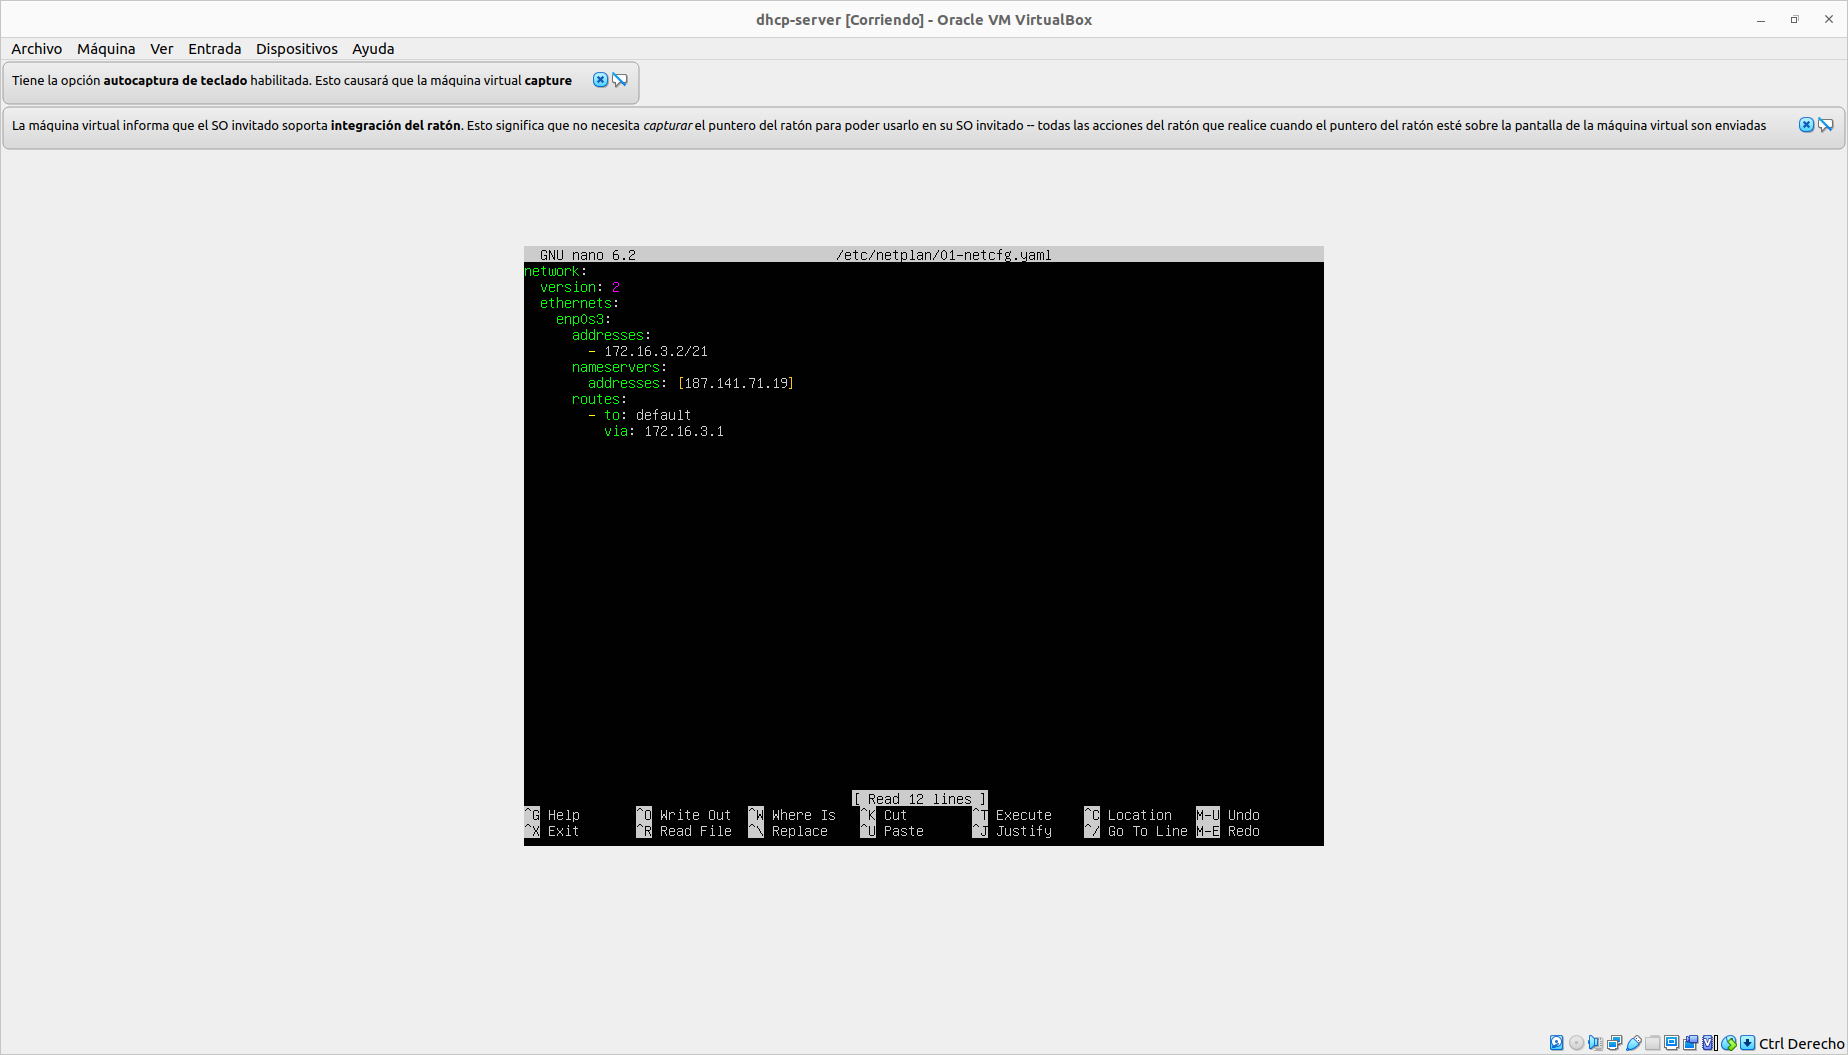 dhcp-server [Corriendo] - Oracle VM VirtualBox
Archivo Máquina Ver Entrada Dispositivos Ayuda
Tiene la opción autocaptura de teclado habilitada. Esto causará que la máquina virtual capture
La máquina virtual informa que el SO invitado soporta integración del ratón. Esto significa que no necesita capturar el puntero del ratón para poder usarlo en su SO invitado -- todas las acciones del ratón que realice cuando el puntero del ratón esté sobre la pantalla de la máquina virtual son enviadas
GNU nano 6.2 /etc/netplan/01-netcfg.yaml
network:
  version: 2
  ethernets:
    enp0s3:
      addresses:
        - 172.16.3.2/21
      nameservers:
        addresses: [187.141.71.19]
      routes:
        - to: default
          via: 172.16.3.1
[ Read 12 lines ]
^G Help ^O Write Out ^W Where Is ^K Cut ^T Execute ^C Location M-U Undo
^X Exit ^R Read File ^\ Replace ^U Paste ^J Justify ^/ Go To Line M-E Redo
Ctrl Derecho